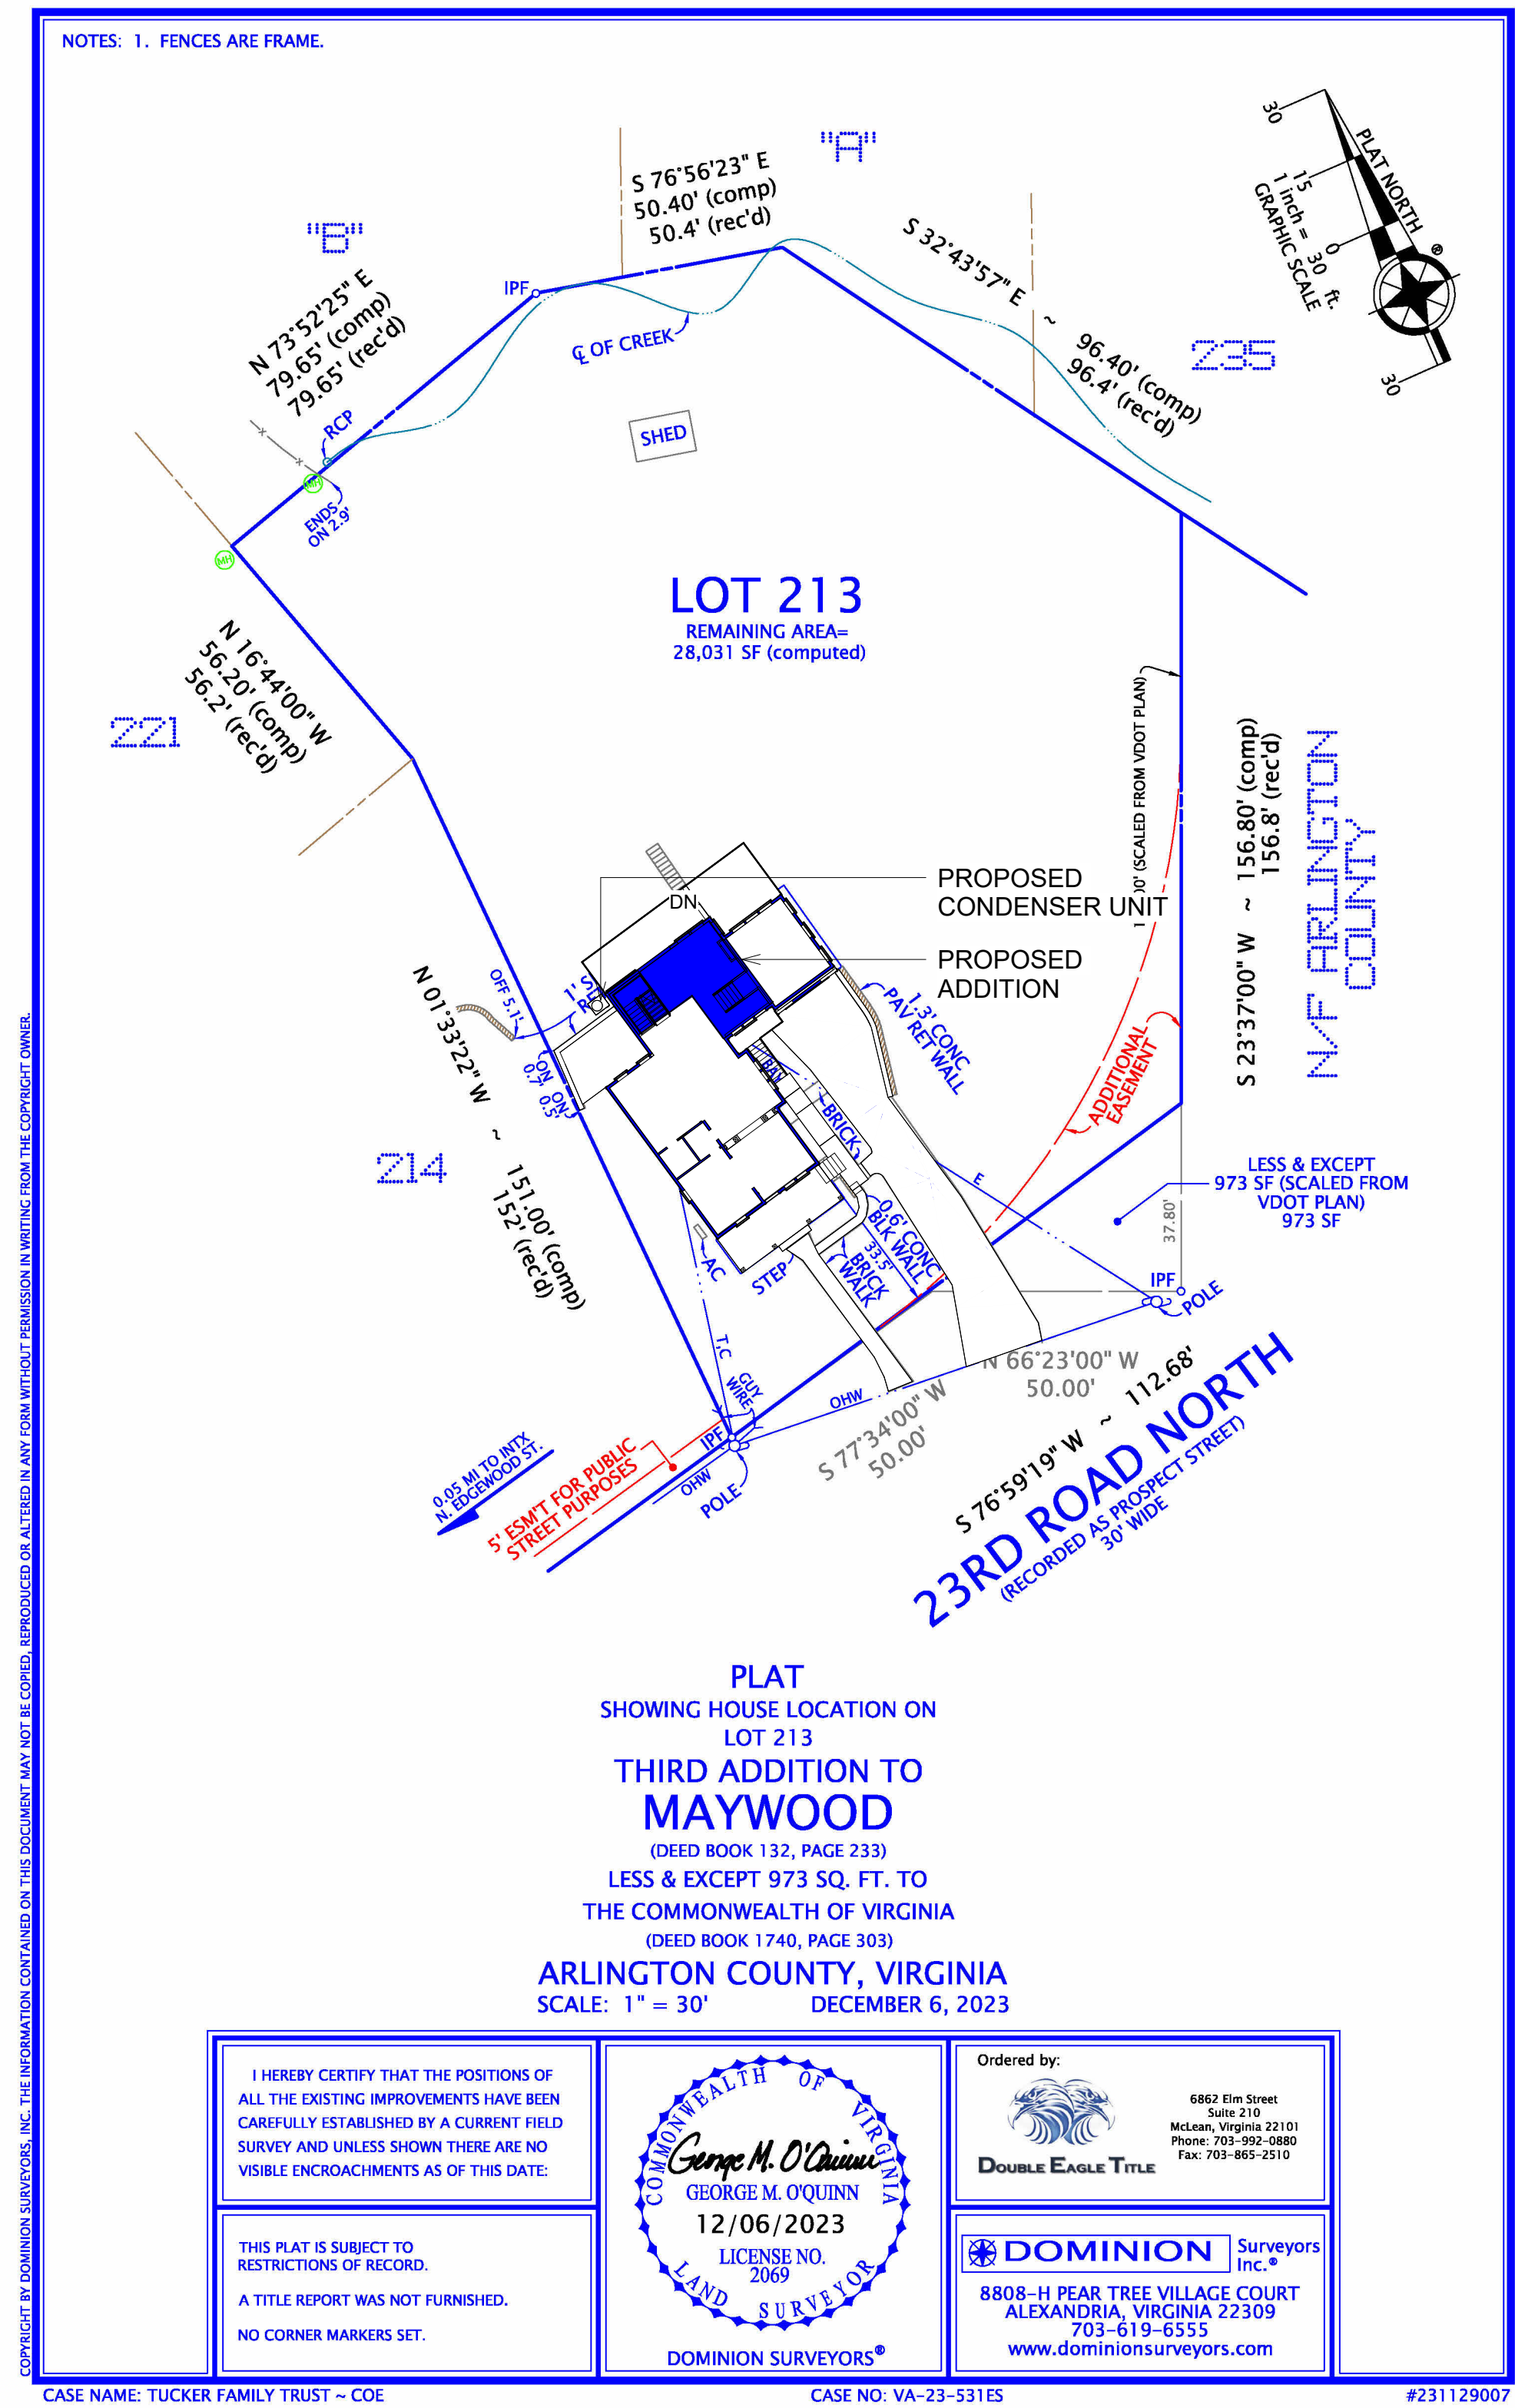 NOTES: 1. FENCES ARE FRAME.
"A"
"B"
235
S 76°56'23" E
50.40' (comp)
50.4' (rec'd)
S 32°43'57" E ~ 96.40' (comp)
96.4' (rec'd)
N 73°52'25" E
79.65' (comp)
79.65' (rec'd)
30
15
0
30
PLAT NORTH
®
1 inch = 30 ft.
GRAPHIC SCALE
IPF
℄ OF CREEK
SHED
RCP
MH
ENDS
ON 2.9'
MH
LOT 213
REMAINING AREA=
28,031 SF (computed)
N 16°44'00" W
56.20' (comp)
56.2' (rec'd)
221
00' (SCALED FROM VDOT PLAN)
S 23°37'00" W ~ 156.80' (comp)
156.8' (rec'd)
N/F ARLINGTON
COUNTY
PROPOSED
CONDENSER UNIT
DN
PROPOSED
ADDITION
N 01°33'22" W ~ 151.00' (comp)
152' (rec'd)
OFF 5.1'
1' S
ON
0.7'
ON
0.5'
1.3' CONC
PAV RET WALL
BAY
BRICK
ADDITIONAL
EASEMENT
214
E
LESS & EXCEPT
973 SF (SCALED FROM
VDOT PLAN)
973 SF
37.80'
0.6' CONC
BLK WALL
33.5'
BRICK
WALK
STEP
AC
T,C
GUY
WIRE
IPF
POLE
N 66°23'00" W
50.00'
OHW
S 77°34'00" W
50.00'
S 76°59'19" W ~ 112.68'
23RD ROAD NORTH
(RECORDED AS PROSPECT STREET)
30' WIDE
IPF
OHW
POLE
0.05 MI TO INTX
N. EDGEWOOD ST.
5' ESM'T FOR PUBLIC
STREET PURPOSES
PLAT
SHOWING HOUSE LOCATION ON
LOT 213
THIRD ADDITION TO
MAYWOOD
(DEED BOOK 132, PAGE 233)
LESS & EXCEPT 973 SQ. FT. TO
THE COMMONWEALTH OF VIRGINIA
(DEED BOOK 1740, PAGE 303)
ARLINGTON COUNTY, VIRGINIA
SCALE: 1" = 30' DECEMBER 6, 2023
I HEREBY CERTIFY THAT THE POSITIONS OF
ALL THE EXISTING IMPROVEMENTS HAVE BEEN
CAREFULLY ESTABLISHED BY A CURRENT FIELD
SURVEY AND UNLESS SHOWN THERE ARE NO
VISIBLE ENCROACHMENTS AS OF THIS DATE:
THIS PLAT IS SUBJECT TO
RESTRICTIONS OF RECORD.
A TITLE REPORT WAS NOT FURNISHED.
NO CORNER MARKERS SET.
COMMONWEALTH OF VIRGINIA
George M. O'Quinn
GEORGE M. O'QUINN
12/06/2023
LICENSE NO.
2069
LAND SURVEYOR
DOMINION SURVEYORS®
Ordered by:
DOUBLE EAGLE TITLE
6862 Elm Street
Suite 210
McLean, Virginia 22101
Phone: 703-992-0880
Fax: 703-865-2510
DOMINION Surveyors
Inc.®
8808-H PEAR TREE VILLAGE COURT
ALEXANDRIA, VIRGINIA 22309
703-619-6555
www.dominionsurveyors.com
CASE NAME: TUCKER FAMILY TRUST ~ COE
CASE NO: VA-23-531ES
#231129007
COPYRIGHT BY DOMINION SURVEYORS, INC. THE INFORMATION CONTAINED ON THIS DOCUMENT MAY NOT BE COPIED, REPRODUCED OR ALTERED IN ANY FORM WITHOUT PERMISSION IN WRITING FROM THE COPYRIGHT OWNER.